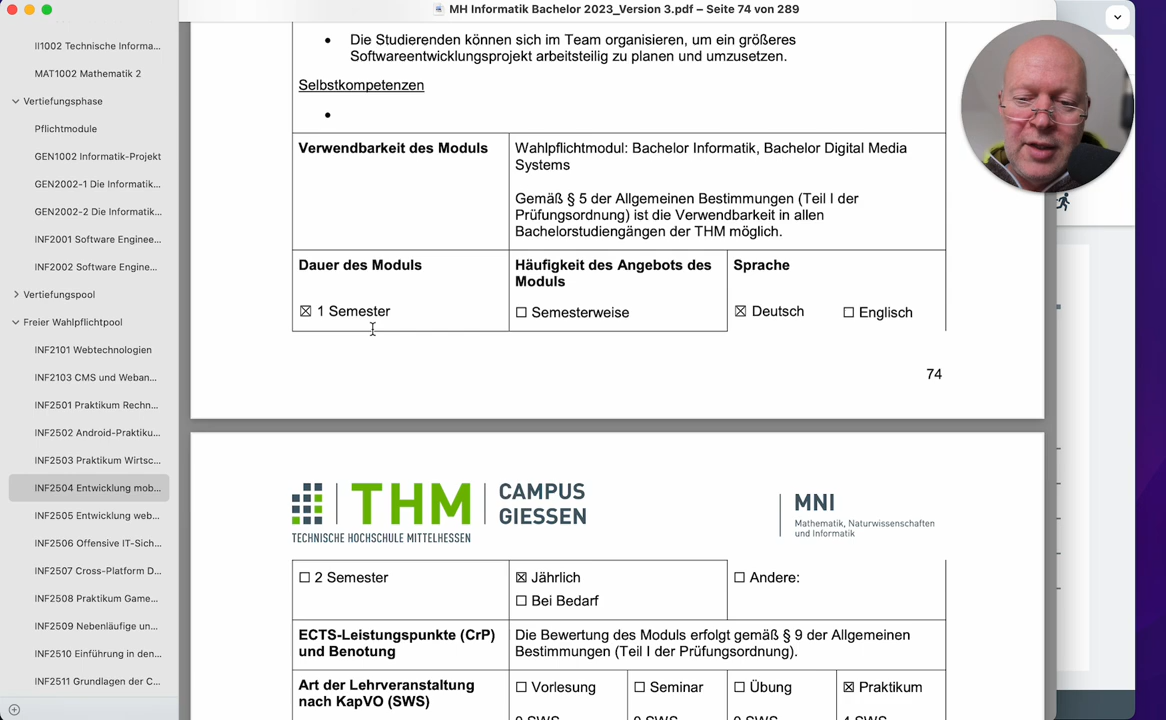 MH Informatik Bachelor 2023_Version 3.pdf – Seite 74 von 289
II1002 Technische Informa...
MAT1002 Mathematik 2
Vertiefungsphase
Pflichtmodule
GEN1002 Informatik-Projekt
GEN2002-1 Die Informatik...
GEN2002-2 Die Informatik...
INF2001 Software Enginee...
INF2002 Software Engine...
Vertiefungspool
Freier Wahlpflichtpool
INF2101 Webtechnologien
INF2103 CMS und Weban...
INF2501 Praktikum Rechn...
INF2502 Android-Praktiku...
INF2503 Praktikum Wirtsc...
INF2504 Entwicklung mob...
INF2505 Entwicklung web...
INF2506 Offensive IT-Sich...
INF2507 Cross-Platform D...
INF2508 Praktikum Game...
INF2509 Nebenläufige un...
INF2510 Einführung in den...
INF2511 Grundlagen der C...
• Die Studierenden können sich im Team organisieren, um ein größeres
Softwareentwicklungsprojekt arbeitsteilig zu planen und umzusetzen.
Selbstkompetenzen
•
Verwendbarkeit des Moduls
Wahlpflichtmodul: Bachelor Informatik, Bachelor Digital Media
Systems
Gemäß § 5 der Allgemeinen Bestimmungen (Teil I der
Prüfungsordnung) ist die Verwendbarkeit in allen
Bachelorstudiengängen der THM möglich.
Dauer des Moduls
☒ 1 Semester
Häufigkeit des Angebots des
Moduls
☐ Semesterweise
Sprache
☒ Deutsch ☐ Englisch
74
THM
CAMPUS
GIESSEN
TECHNISCHE HOCHSCHULE MITTELHESSEN
MNI
Mathematik, Naturwissenschaften
und Informatik
☐ 2 Semester
☒ Jährlich
☐ Bei Bedarf
☐ Andere:
ECTS-Leistungspunkte (CrP)
und Benotung
Die Bewertung des Moduls erfolgt gemäß § 9 der Allgemeinen
Bestimmungen (Teil I der Prüfungsordnung).
Art der Lehrveranstaltung
nach KapVO (SWS)
☐ Vorlesung ☐ Seminar ☐ Übung ☒ Praktikum
0 SWS 0 SWS 0 SWS 4 SWS